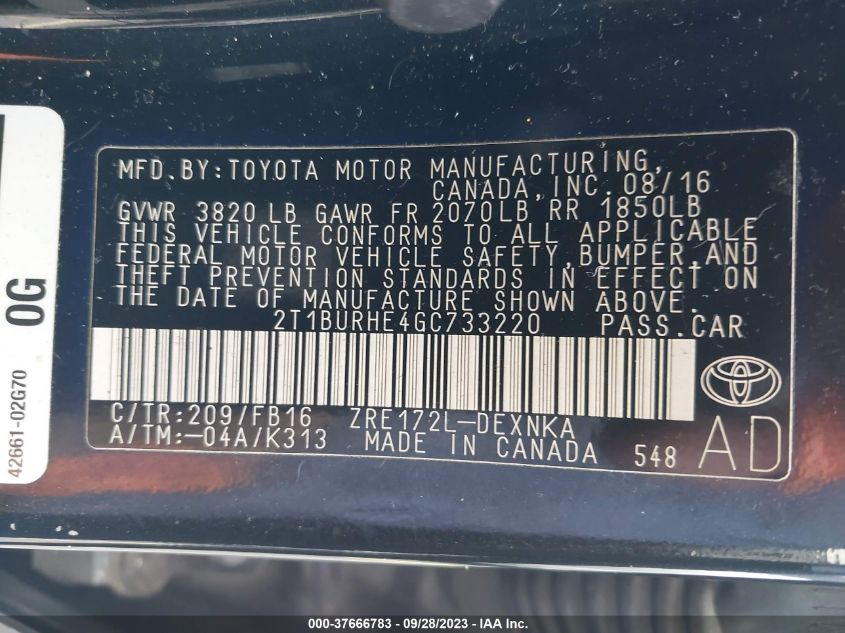 MFD.BY:TOYOTA MOTOR MANUFACTURING,
CANADA,INC. 08/16
GVWR 3820 LB GAWR FR 2070LB RR 1850LB
THIS VEHICLE CONFORMS TO ALL APPLICABLE
FEDERAL MOTOR VEHICLE SAFETY,BUMPER,AND
THEFT PREVENTION STANDARDS IN EFFECT ON
THE DATE OF MANUFACTURE SHOWN ABOVE.
2T1BURHE4GC733220 PASS.CAR
C/TR:209/FB16 ZRE172L-DEXNKA
A/TM:-04A/K313 MADE IN CANADA 548 AD
0G
42661-02G70
000-37666783 - 09/28/2023 - IAA Inc.